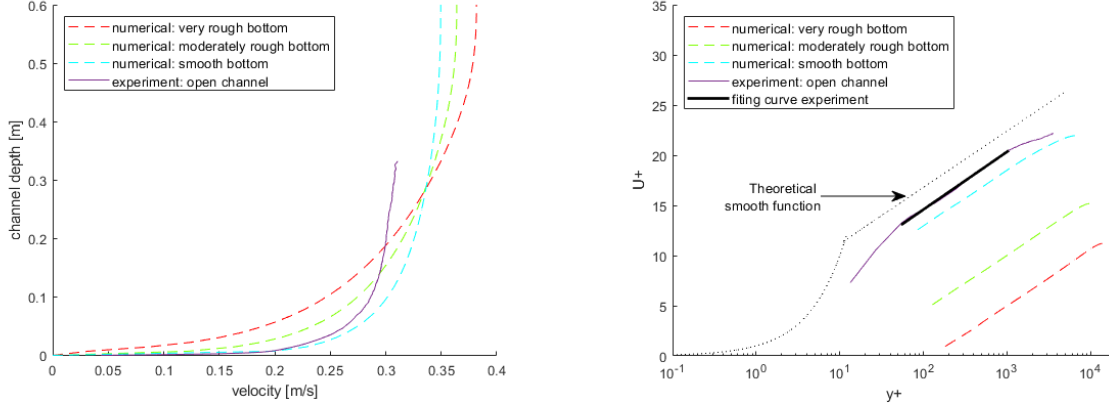 0.6
0.5
0.4
0.3
0.2
0.1
0
channel depth [m]
numerical: very rough bottom
numerical: moderately rough bottom
numerical: smooth bottom
experiment: open channel
0 0.05 0.1 0.15 0.2 0.25 0.3 0.35 0.4
velocity [m/s]
35
30
25
20
15
10
5
0
U+
numerical: very rough bottom
numerical: moderately rough bottom
numerical: smooth bottom
experiment: open channel
fiting curve experiment
Theoretical
smooth function
10⁻¹ 10⁰ 10¹ 10² 10³ 10⁴
y+